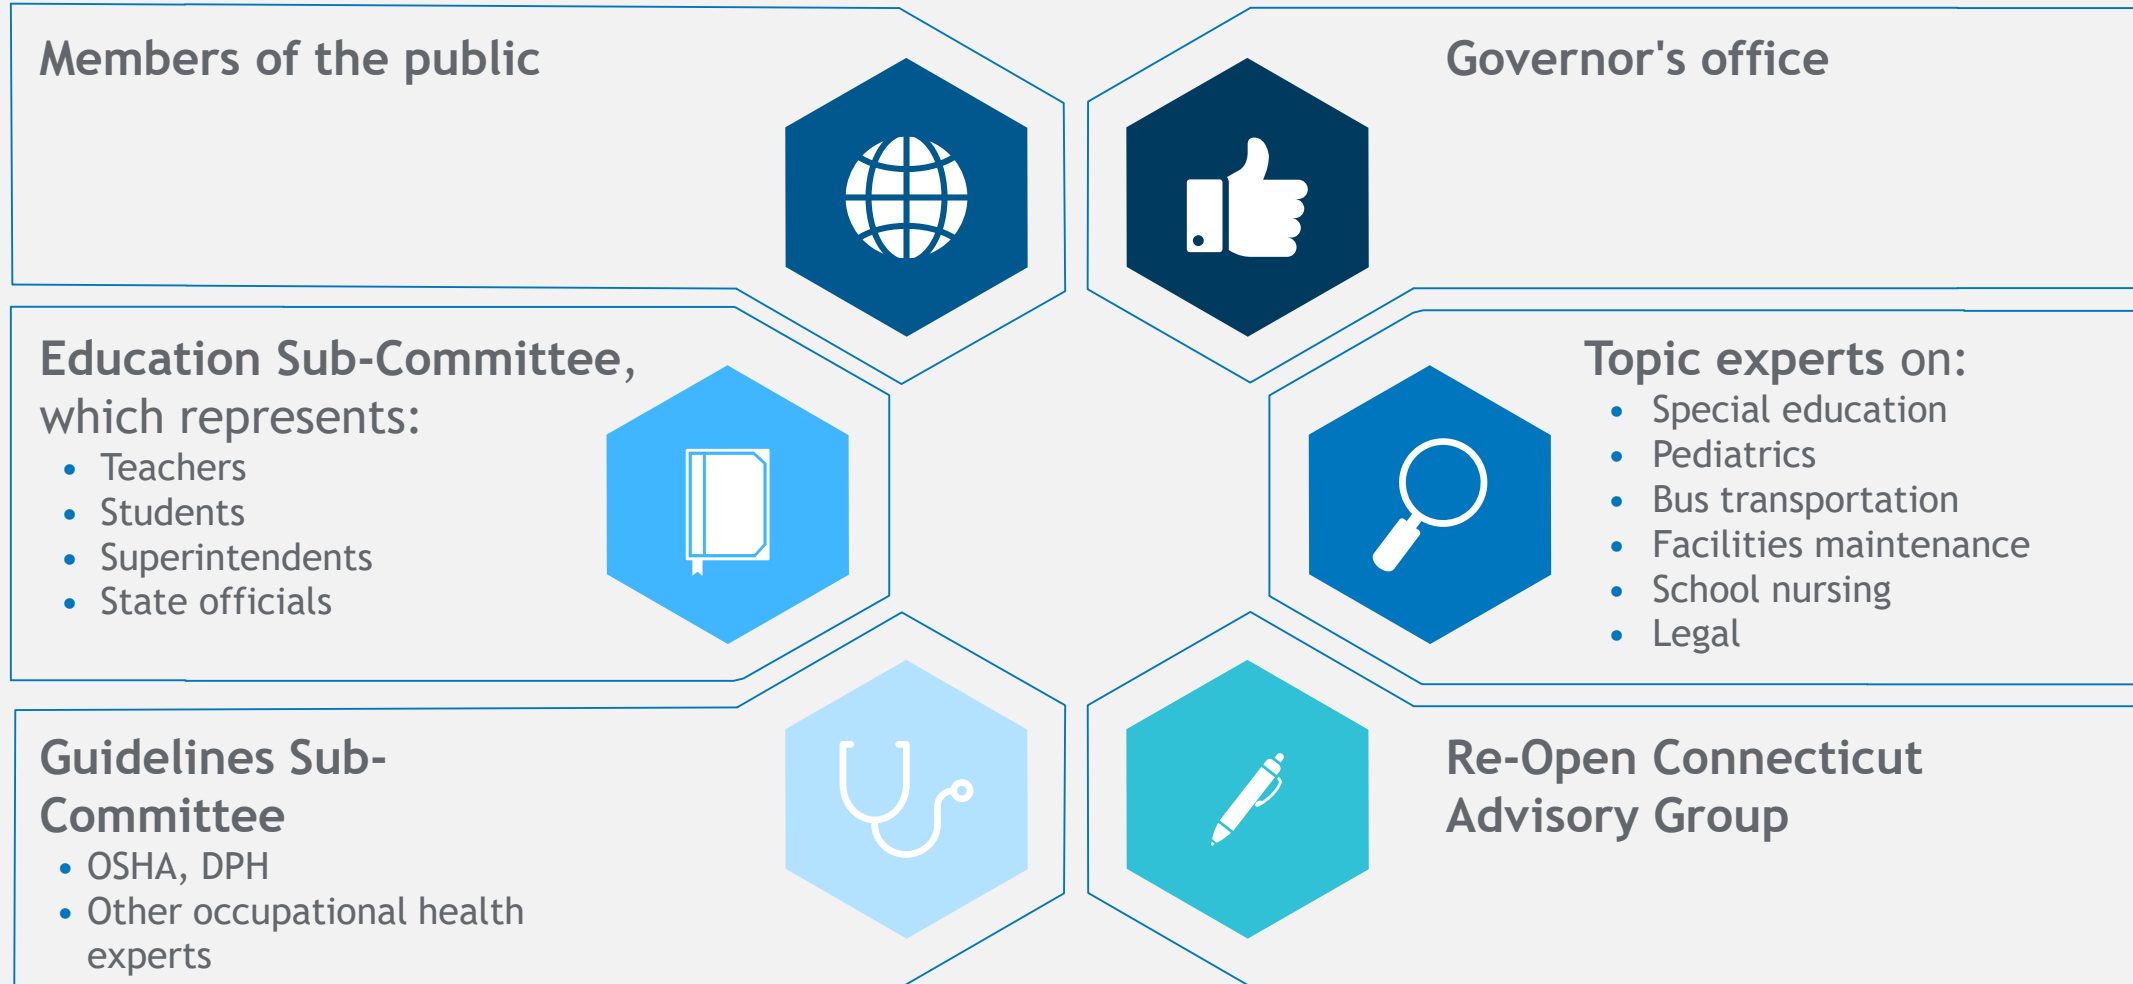 Members of the public
Governor's office
Education Sub-Committee,
which represents:
• Teachers
• Students
• Superintendents
• State officials
Topic experts on:
• Special education
• Pediatrics
• Bus transportation
• Facilities maintenance
• School nursing
• Legal
Guidelines Sub-
Committee
• OSHA, DPH
• Other occupational health
experts
Re-Open Connecticut
Advisory Group